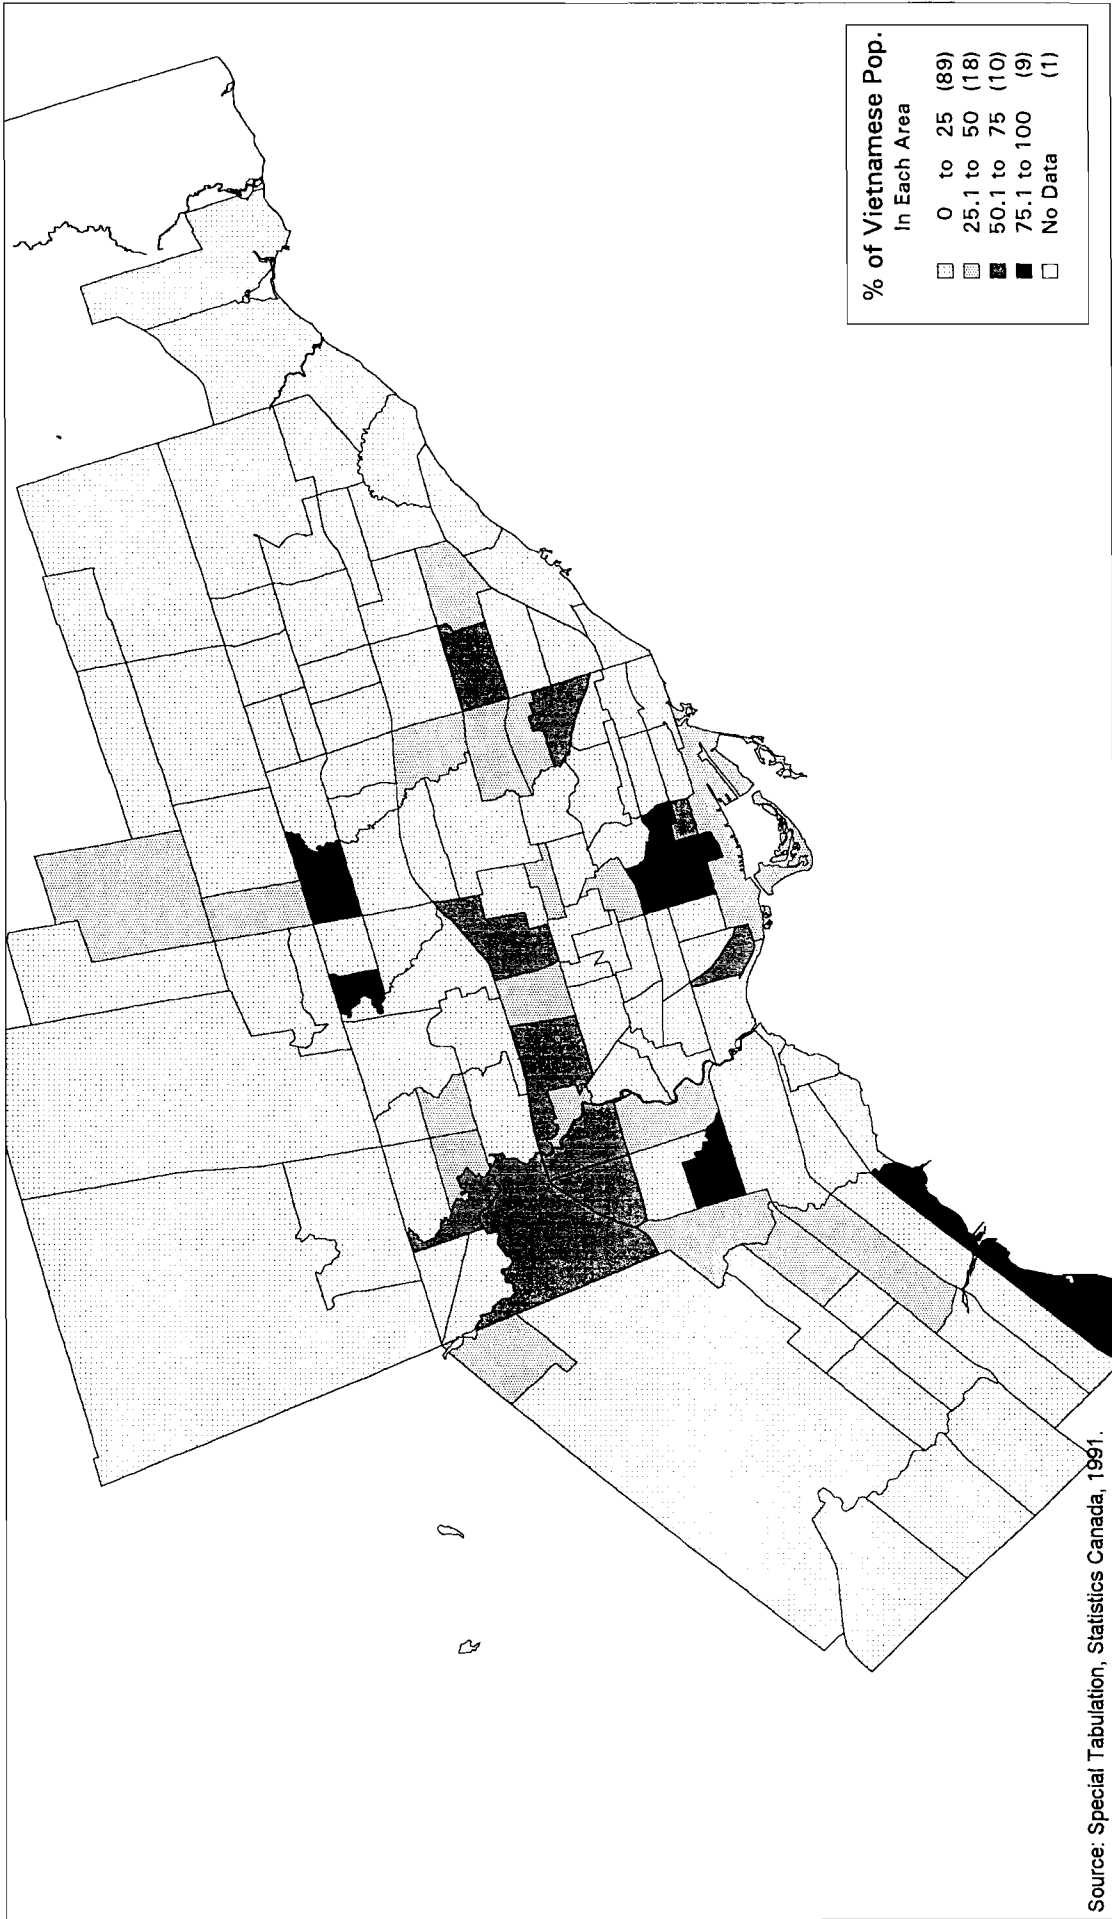 % of Vietnamese Pop.
In Each Area
0 to 25 (89)
25.1 to 50 (18)
50.1 to 75 (10)
75.1 to 100 (9)
No Data (1)
Source: Special Tabulation, Statistics Canada, 1991.